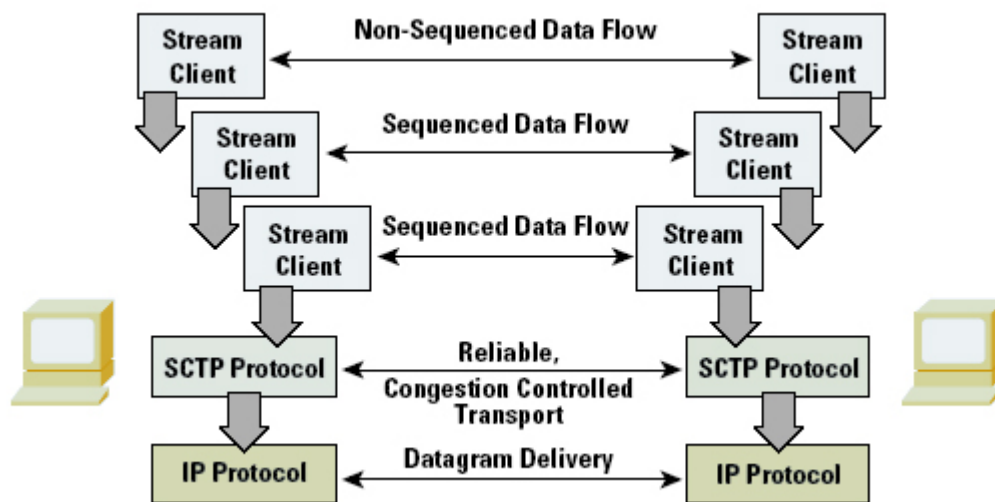 Non-Sequenced Data Flow
Stream
Client
Stream
Client
Sequenced Data Flow
Stream
Client
Stream
Client
Sequenced Data Flow
Stream
Client
Stream
Client
SCTP Protocol
Reliable,
Congestion Controlled
Transport
SCTP Protocol
IP Protocol
Datagram Delivery
IP Protocol